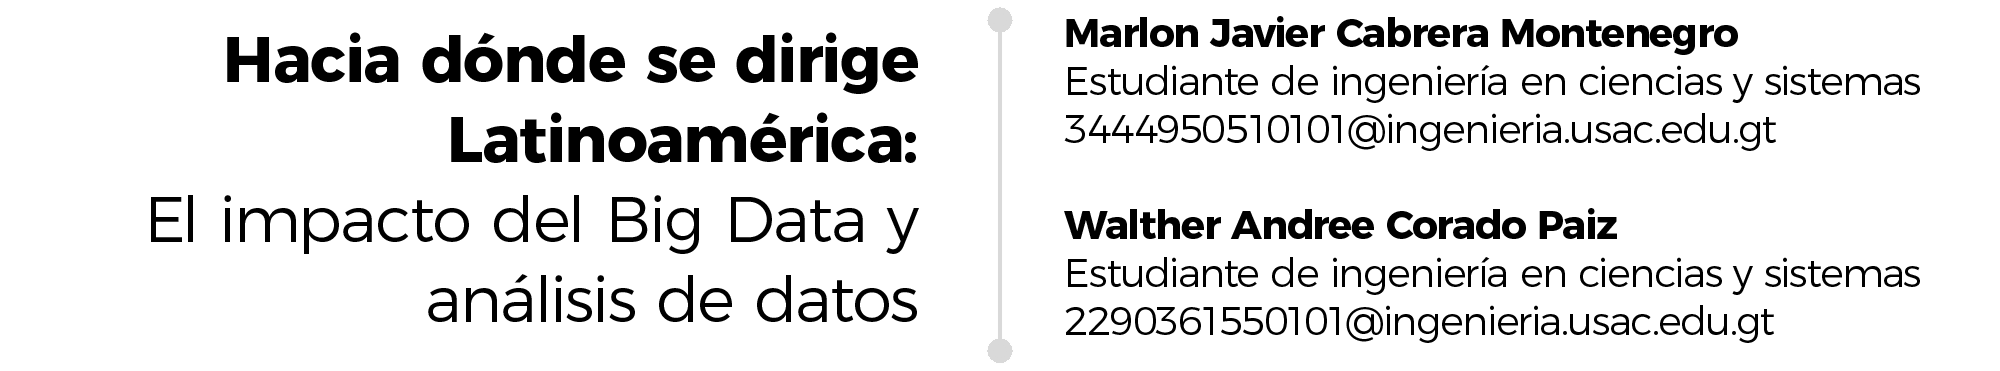 Hacia dónde se dirige
Latinoamérica:
El impacto del Big Data y
análisis de datos
Marlon Javier Cabrera Montenegro
Estudiante de ingeniería en ciencias y sistemas
3444950510101@ingenieria.usac.edu.gt
Walther Andree Corado Paiz
Estudiante de ingeniería en ciencias y sistemas
2290361550101@ingenieria.usac.edu.gt